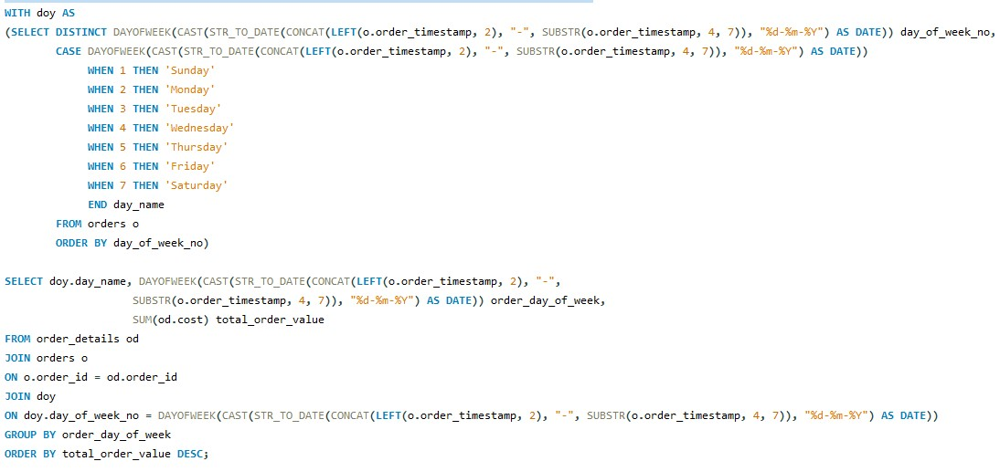 WITH doy AS
(SELECT DISTINCT DAYOFWEEK(CAST(STR_TO_DATE(CONCAT(LEFT(o.order_timestamp, 2), "-", SUBSTR(o.order_timestamp, 4, 7)), "%d-%m-%Y") AS DATE)) day_of_week_no,
CASE DAYOFWEEK(CAST(STR_TO_DATE(CONCAT(LEFT(o.order_timestamp, 2), "-", SUBSTR(o.order_timestamp, 4, 7)), "%d-%m-%Y") AS DATE))
WHEN 1 THEN 'Sunday'
WHEN 2 THEN 'Monday'
WHEN 3 THEN 'Tuesday'
WHEN 4 THEN 'Wednesday'
WHEN 5 THEN 'Thursday'
WHEN 6 THEN 'Friday'
WHEN 7 THEN 'Saturday'
END day_name
FROM orders o
ORDER BY day_of_week_no)
SELECT doy.day_name, DAYOFWEEK(CAST(STR_TO_DATE(CONCAT(LEFT(o.order_timestamp, 2), "-",
SUBSTR(o.order_timestamp, 4, 7)), "%d-%m-%Y") AS DATE)) order_day_of_week,
SUM(od.cost) total_order_value
FROM order_details od
JOIN orders o
ON o.order_id = od.order_id
JOIN doy
ON doy.day_of_week_no = DAYOFWEEK(CAST(STR_TO_DATE(CONCAT(LEFT(o.order_timestamp, 2), "-", SUBSTR(o.order_timestamp, 4, 7)), "%d-%m-%Y") AS DATE))
GROUP BY order_day_of_week
ORDER BY total_order_value DESC;